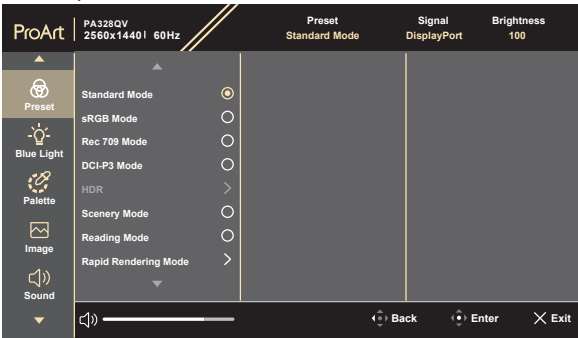 ProArt
PA328QV
2560x1440 60Hz
Preset
Standard Mode
Signal
DisplayPort
Brightness
100
Preset
Blue Light
Palette
Image
Sound
Standard Mode
sRGB Mode
Rec 709 Mode
DCI-P3 Mode
HDR
Scenery Mode
Reading Mode
Rapid Rendering Mode
Back
Enter
Exit